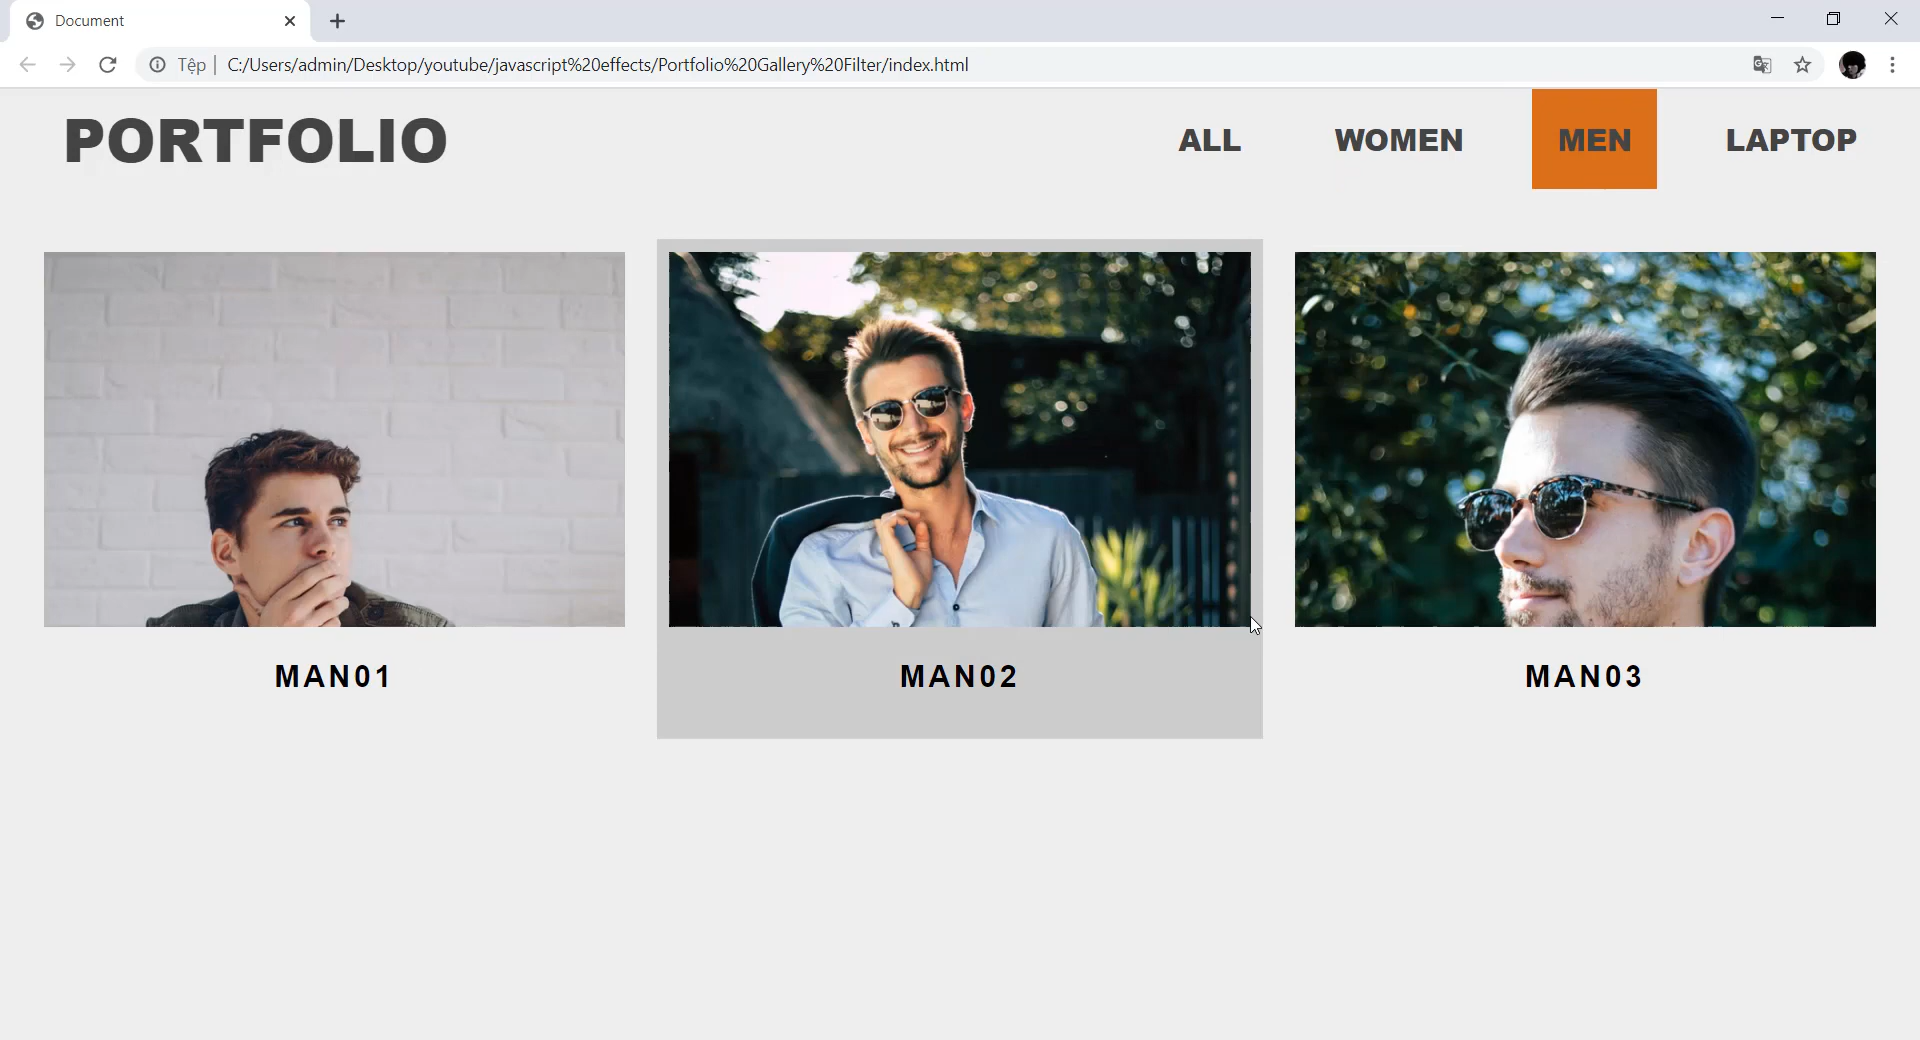 Document
Tệp
C:/Users/admin/Desktop/youtube/javascript%20effects/Portfolio%20Gallery%20Filter/index.html
PORTFOLIO
ALL
WOMEN
MEN
LAPTOP
MAN01
MAN02
MAN03